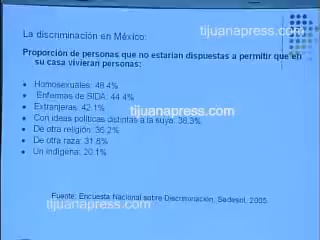 tijuanapress.com
La discriminación en México:
Proporción de personas que no estarían dispuestas a permitir que en
su casa vivieran personas:
Homosexuales: 48.4%
Enfermas de SIDA: 44.4%
Extranjeras: 42.1%
tijuanapress.com
Con ideas políticas distintas a la suya: 38.3%
De otra religión: 36.2%
De otra raza: 31.8%
Un indígena: 20.1%
Fuente: Encuesta Nacional sobre Discriminación, Sedesol, 2005.
tijuanapress.com